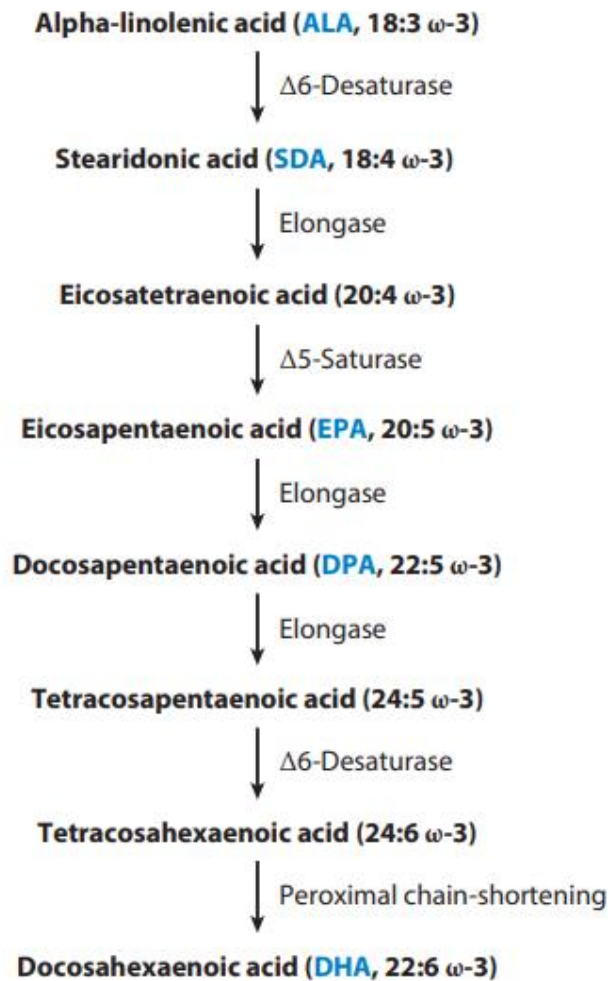 Alpha-linolenic acid (ALA, 18:3 ω-3)
Δ6-Desaturase
Stearidonic acid (SDA, 18:4 ω-3)
Elongase
Eicosatetraenoic acid (20:4 ω-3)
Δ5-Saturase
Eicosapentaenoic acid (EPA, 20:5 ω-3)
Elongase
Docosapentaenoic acid (DPA, 22:5 ω-3)
Elongase
Tetracosapentaenoic acid (24:5 ω-3)
Δ6-Desaturase
Tetracosahexaenoic acid (24:6 ω-3)
Peroximal chain-shortening
Docosahexaenoic acid (DHA, 22:6 ω-3)